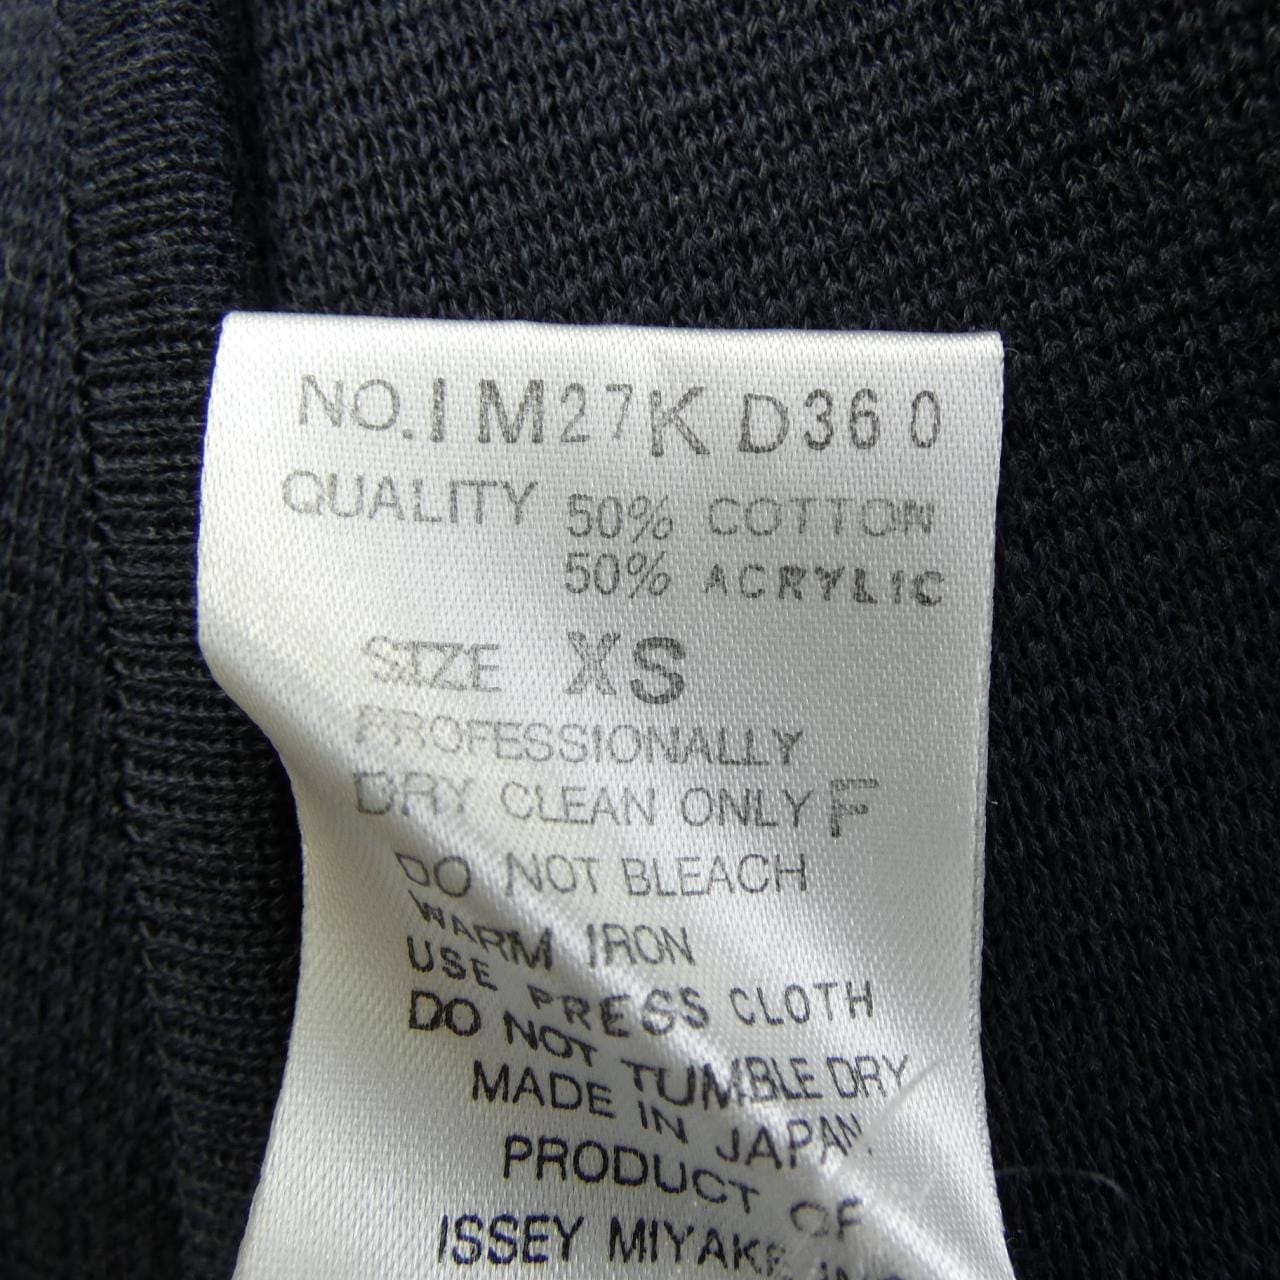 NO. IM27KD360
QUALITY 50% COTTON
50% ACRYLIC
SIZE XS
PROFESSIONALLY
DRY CLEAN ONLY F
DO NOT BLEACH
WARM IRON
USE PRESS CLOTH
DO NOT TUMBLE DRY
MADE IN JAPAN
PRODUCT OF
ISSEY MIYAKE INC